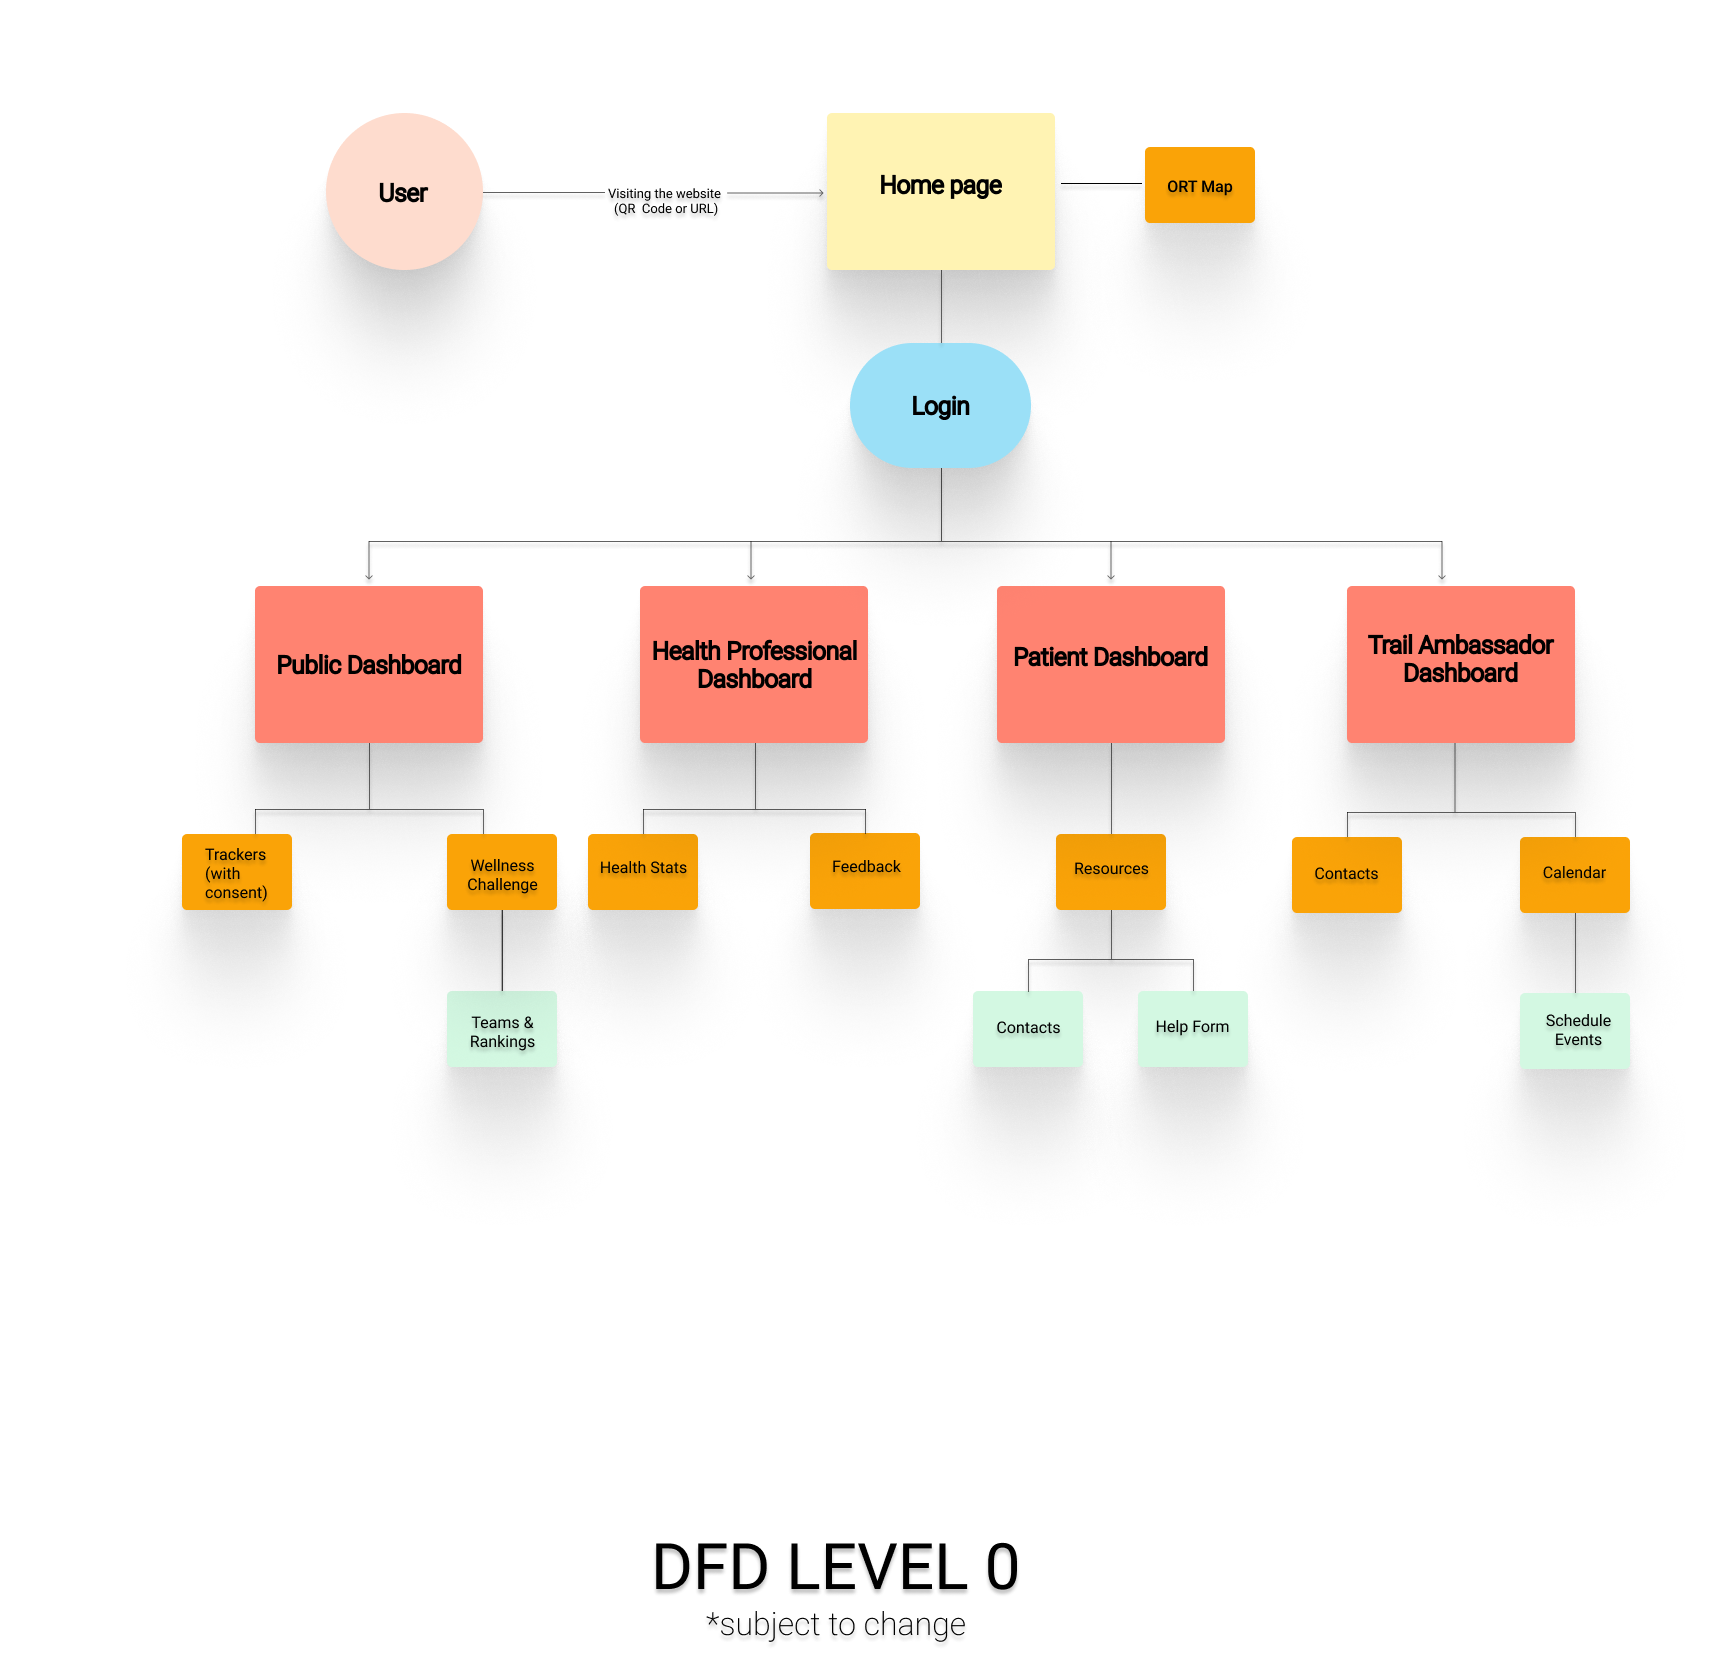 User
Visiting the website
(QR Code or URL)
Home page
ORT Map
Login
Public Dashboard
Health Professional
Dashboard
Patient Dashboard
Trail Ambassador
Dashboard
Trackers
(with
consent)
Wellness
Challenge
Health Stats
Feedback
Resources
Contacts
Calendar
Teams &
Rankings
Contacts
Help Form
Schedule
Events
DFD LEVEL 0
*subject to change